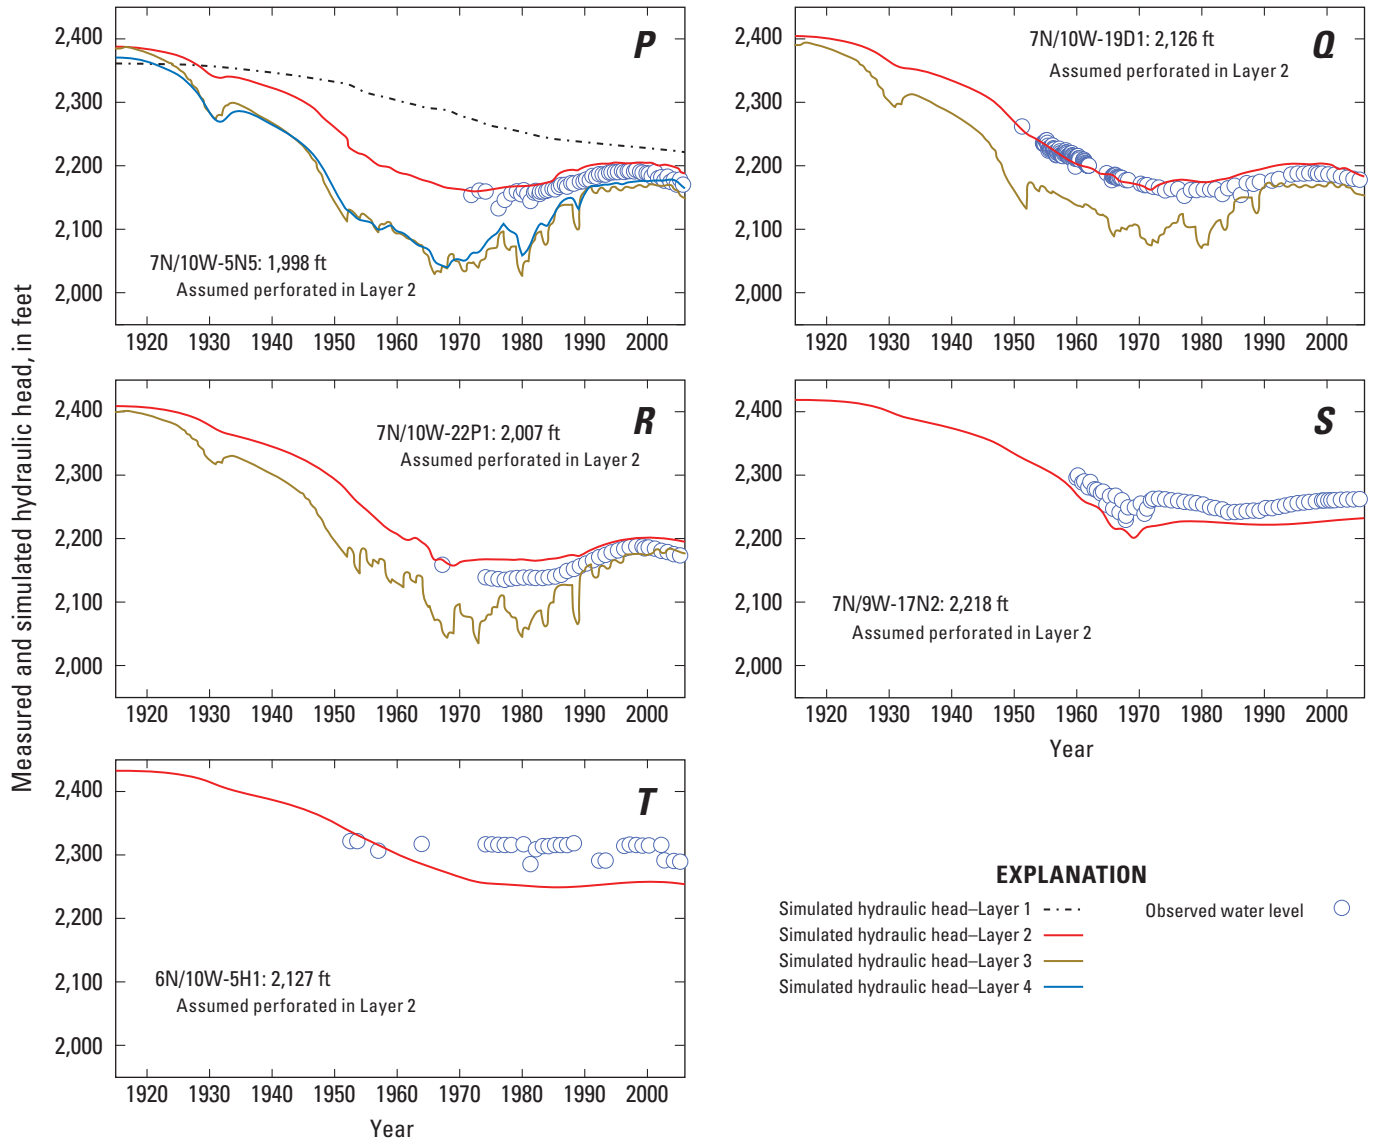 Measured and simulated hydraulic head, in feet
2,400
2,300
2,200
2,100
2,000
P
7N/10W-5N5: 1,998 ft
Assumed perforated in Layer 2
1920 1930 1940 1950 1960 1970 1980 1990 2000
2,400
2,300
2,200
2,100
2,000
7N/10W-19D1: 2,126 ft
Assumed perforated in Layer 2
Q
1920 1930 1940 1950 1960 1970 1980 1990 2000
2,400
2,300
2,200
2,100
2,000
R
7N/10W-22P1: 2,007 ft
Assumed perforated in Layer 2
1920 1930 1940 1950 1960 1970 1980 1990 2000
2,400
2,300
2,200
2,100
2,000
S
7N/9W-17N2: 2,218 ft
Assumed perforated in Layer 2
1920 1930 1940 1950 1960 1970 1980 1990 2000
Year
2,400
2,300
2,200
2,100
2,000
T
6N/10W-5H1: 2,127 ft
Assumed perforated in Layer 2
1920 1930 1940 1950 1960 1970 1980 1990 2000
Year
EXPLANATION
Simulated hydraulic head–Layer 1
Simulated hydraulic head–Layer 2
Simulated hydraulic head–Layer 3
Simulated hydraulic head–Layer 4
Observed water level